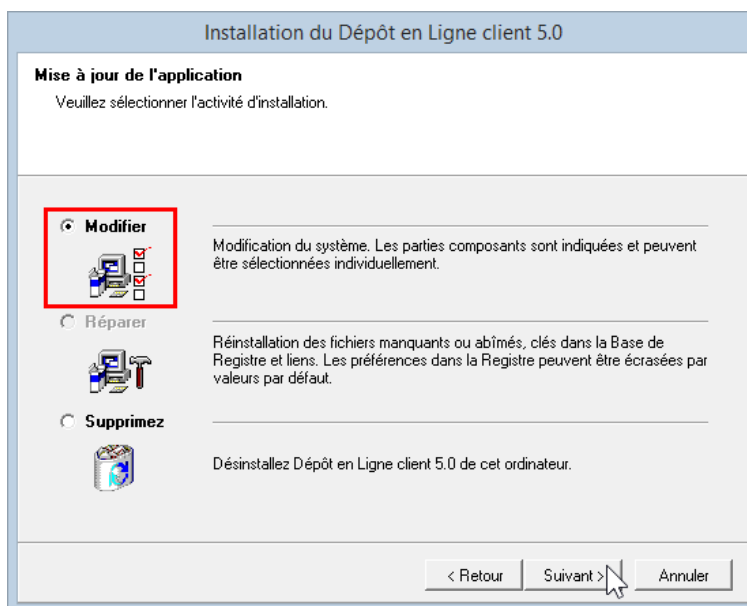 Installation du Dépôt en Ligne client 5.0
Mise à jour de l'application
Veuillez sélectionner l'activité d'installation.
Modifier
Modification du système. Les parties composants sont indiquées et peuvent
être sélectionnées individuellement.
Réparer
Réinstallation des fichiers manquants ou abîmés, clés dans la Base de
Registre et liens. Les préférences dans la Registre peuvent être écrasées par
valeurs par défaut.
Supprimez
Désinstallez Dépôt en Ligne client 5.0 de cet ordinateur.
< Retour Suivant > Annuler